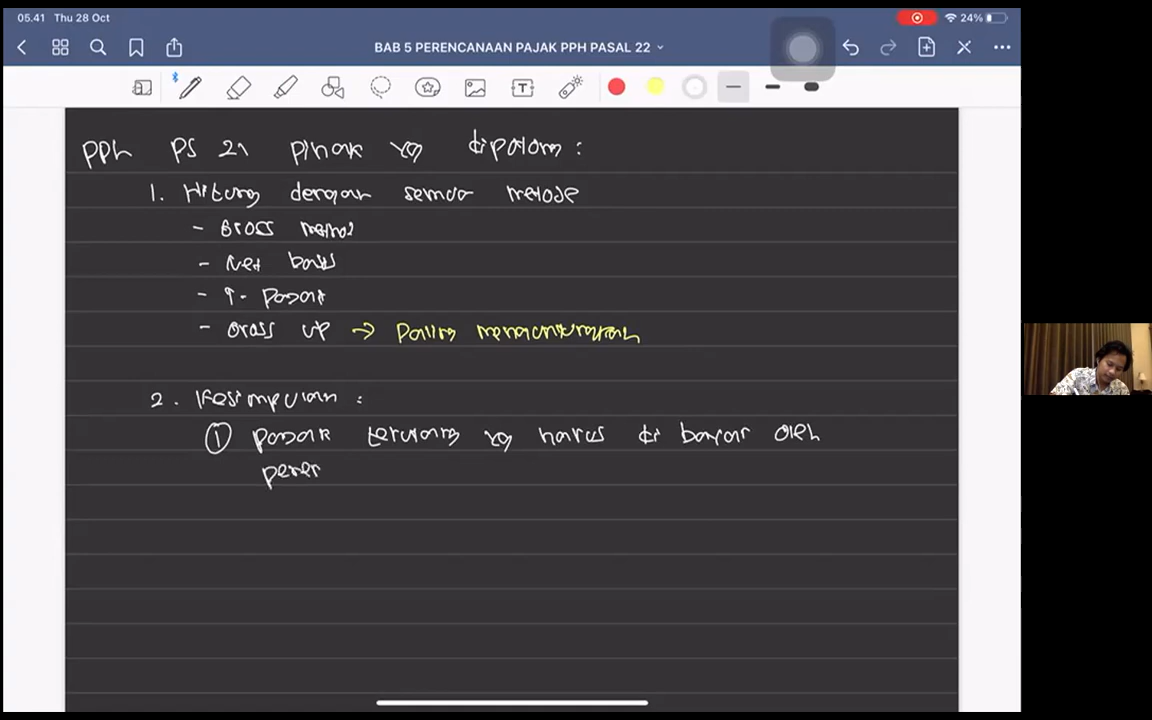 05.41 Thu 28 Oct
24%
BAB 5 PERENCANAAN PAJAK PPH PASAL 22
PPh PS 21 Pihak yg dipotong :
1. Hitung dengan semua metode
- Gross method
- Net basis
- T. Pajak
- Gross up → Paling menguntungkan
2. Kesimpulan :
① pajak terutang yg harus di bayar oleh
pener